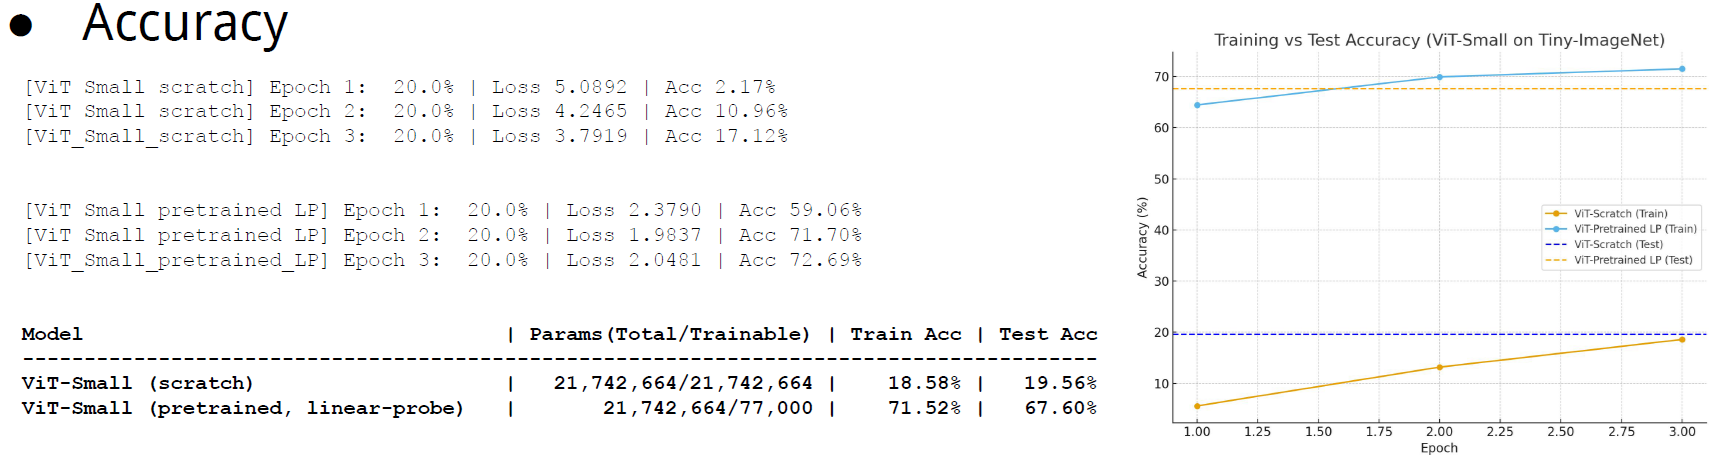 ● Accuracy
[ViT Small scratch] Epoch 1:  20.0% | Loss 5.0892 | Acc 2.17%
[ViT Small scratch] Epoch 2:  20.0% | Loss 4.2465 | Acc 10.96%
[ViT_Small_scratch] Epoch 3:  20.0% | Loss 3.7919 | Acc 17.12%
[ViT Small pretrained LP] Epoch 1:  20.0% | Loss 2.3790 | Acc 59.06%
[ViT Small pretrained LP] Epoch 2:  20.0% | Loss 1.9837 | Acc 71.70%
[ViT_Small_pretrained_LP] Epoch 3:  20.0% | Loss 2.0481 | Acc 72.69%
Model | Params(Total/Trainable) | Train Acc | Test Acc
-----------------------------------------------------------------------------------------
ViT-Small (scratch) | 21,742,664/21,742,664 | 18.58% | 19.56%
ViT-Small (pretrained, linear-probe) | 21,742,664/77,000 | 71.52% | 67.60%
Training vs Test Accuracy (ViT-Small on Tiny-ImageNet)
Accuracy (%)
70
60
50
40
30
20
10
ViT-Scratch (Train)
ViT-Pretrained LP (Train)
ViT-Scratch (Test)
ViT-Pretrained LP (Test)
1.00 1.25 1.50 1.75 2.00 2.25 2.50 2.75 3.00
Epoch